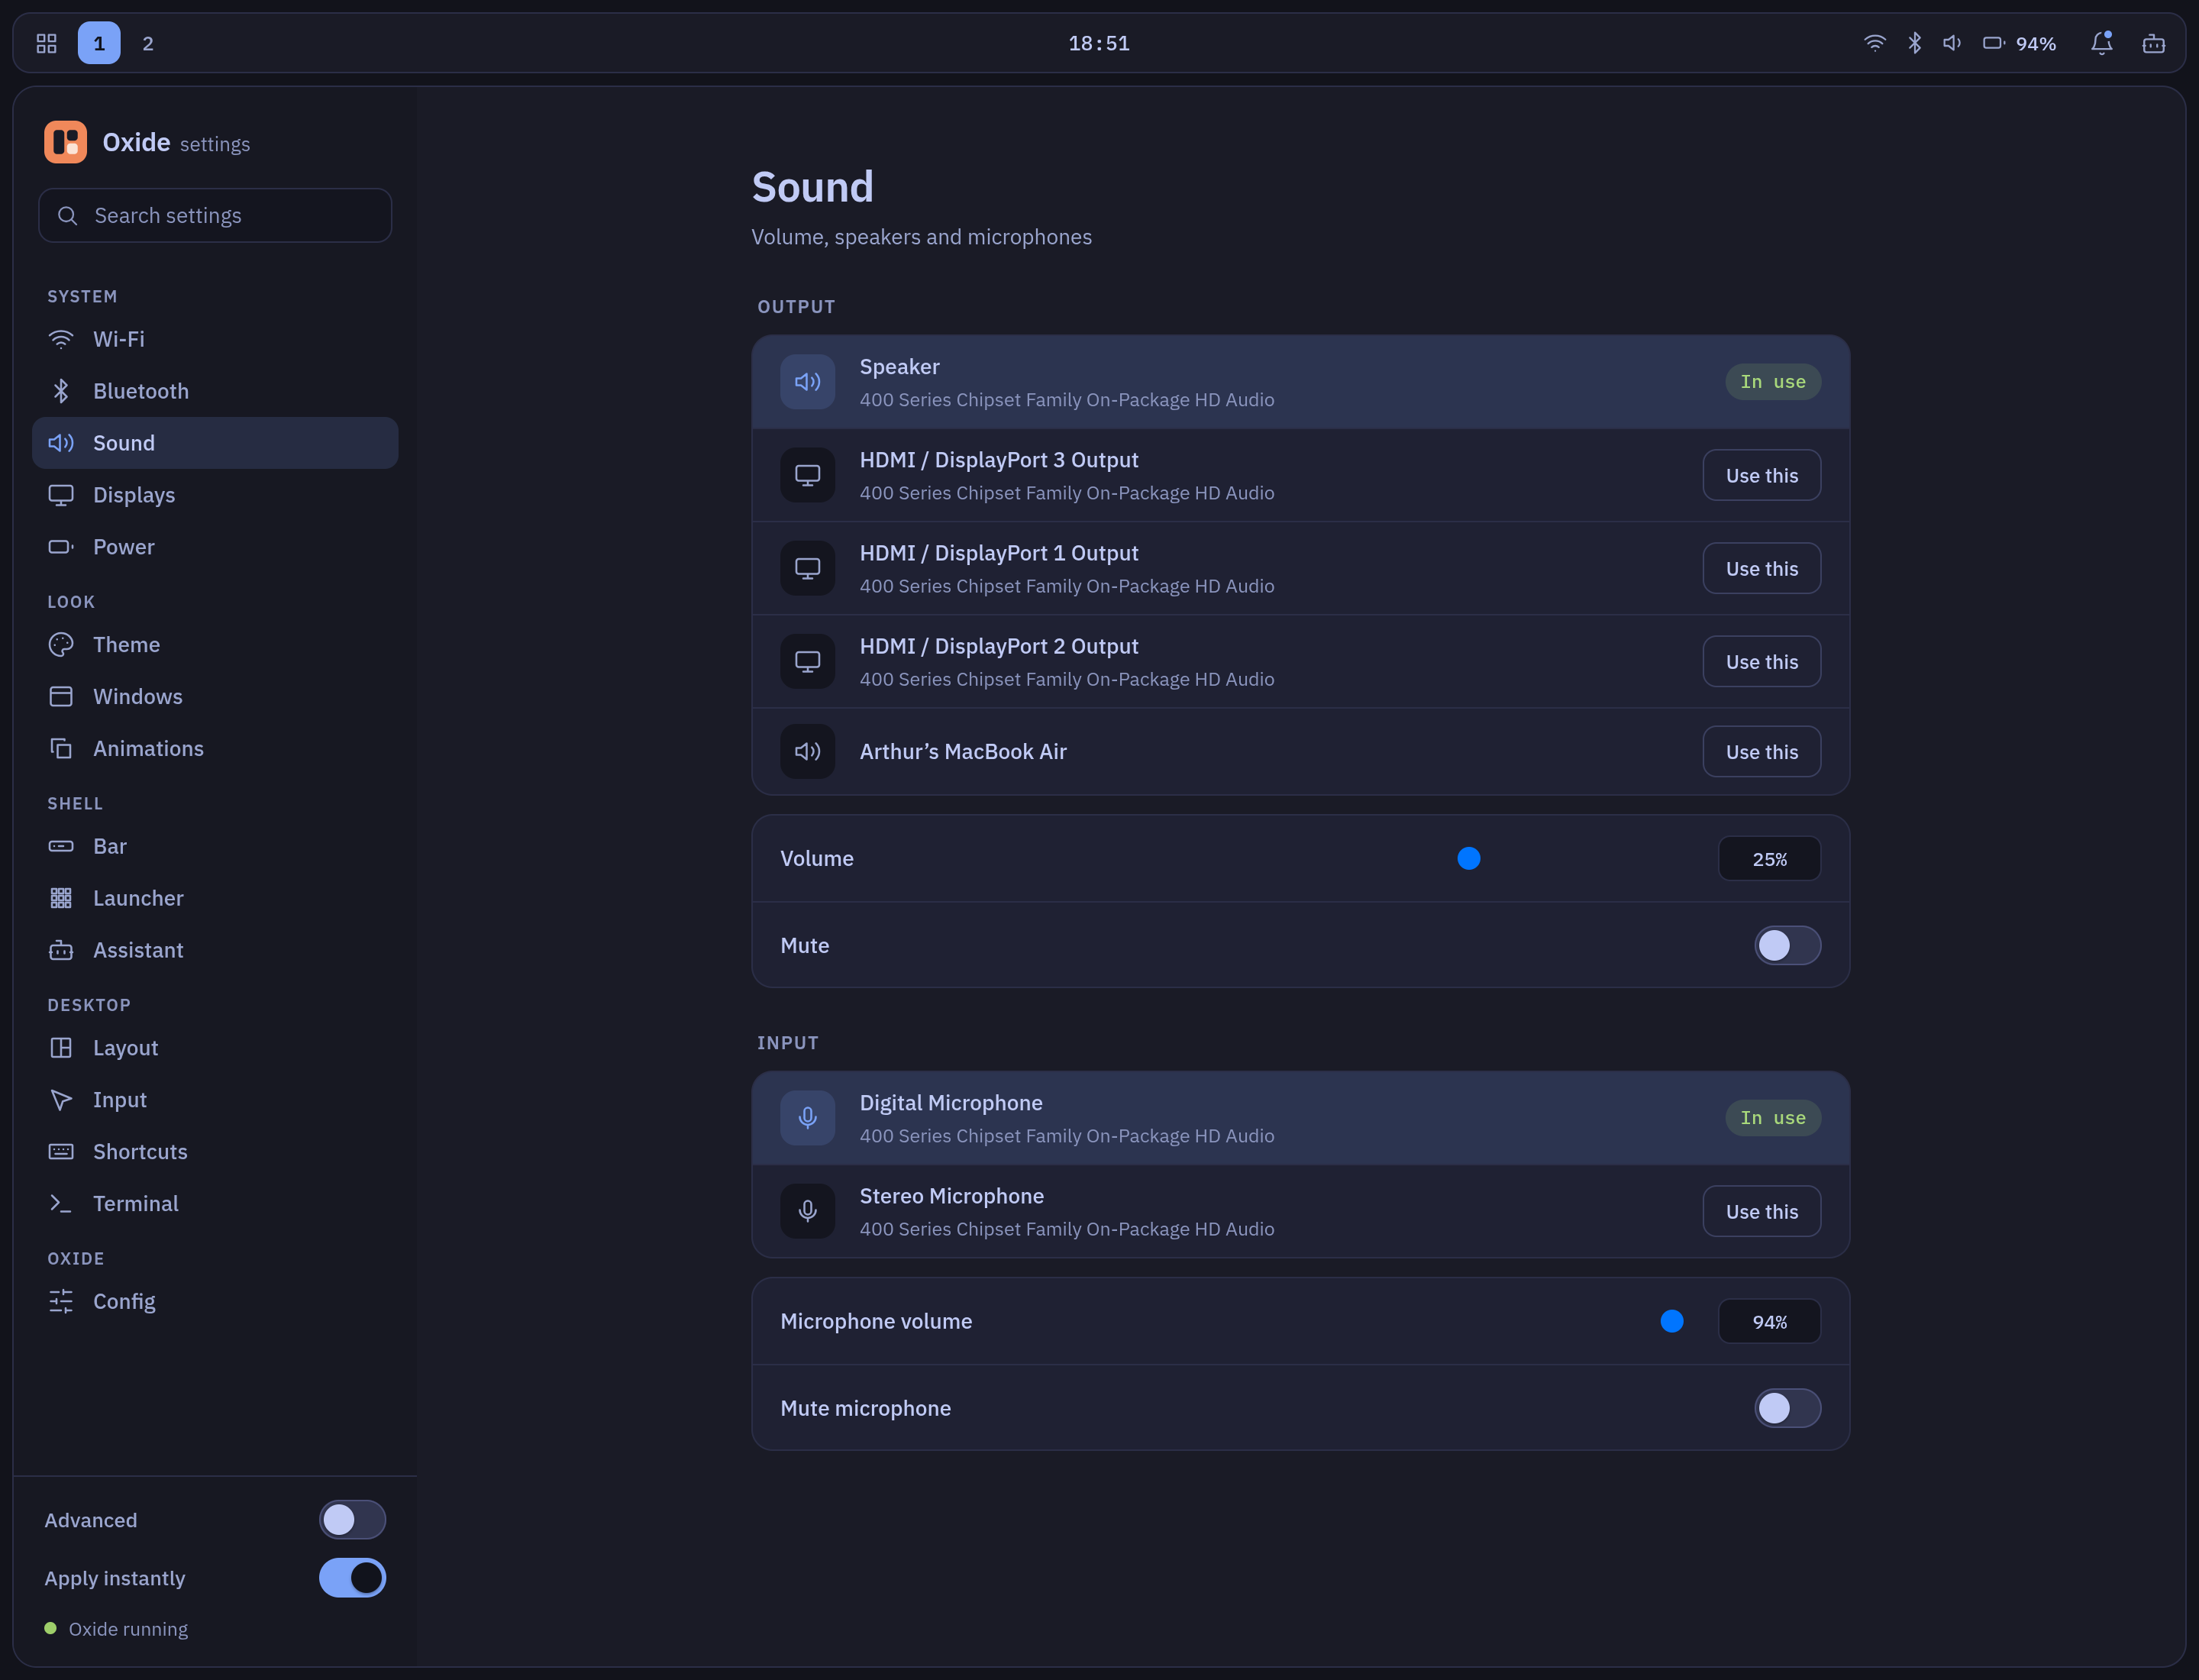 1 2 18:51 94%
Oxide settings
Search settings
SYSTEM
Wi-Fi
Bluetooth
Sound
Displays
Power
LOOK
Theme
Windows
Animations
SHELL
Bar
Launcher
Assistant
DESKTOP
Layout
Input
Shortcuts
Terminal
OXIDE
Config
Advanced
Apply instantly
Oxide running
Sound
Volume, speakers and microphones
OUTPUT
Speaker
400 Series Chipset Family On-Package HD Audio
In use
HDMI / DisplayPort 3 Output
400 Series Chipset Family On-Package HD Audio
Use this
HDMI / DisplayPort 1 Output
400 Series Chipset Family On-Package HD Audio
Use this
HDMI / DisplayPort 2 Output
400 Series Chipset Family On-Package HD Audio
Use this
Arthur’s MacBook Air
Use this
Volume 25%
Mute
INPUT
Digital Microphone
400 Series Chipset Family On-Package HD Audio
In use
Stereo Microphone
400 Series Chipset Family On-Package HD Audio
Use this
Microphone volume 94%
Mute microphone